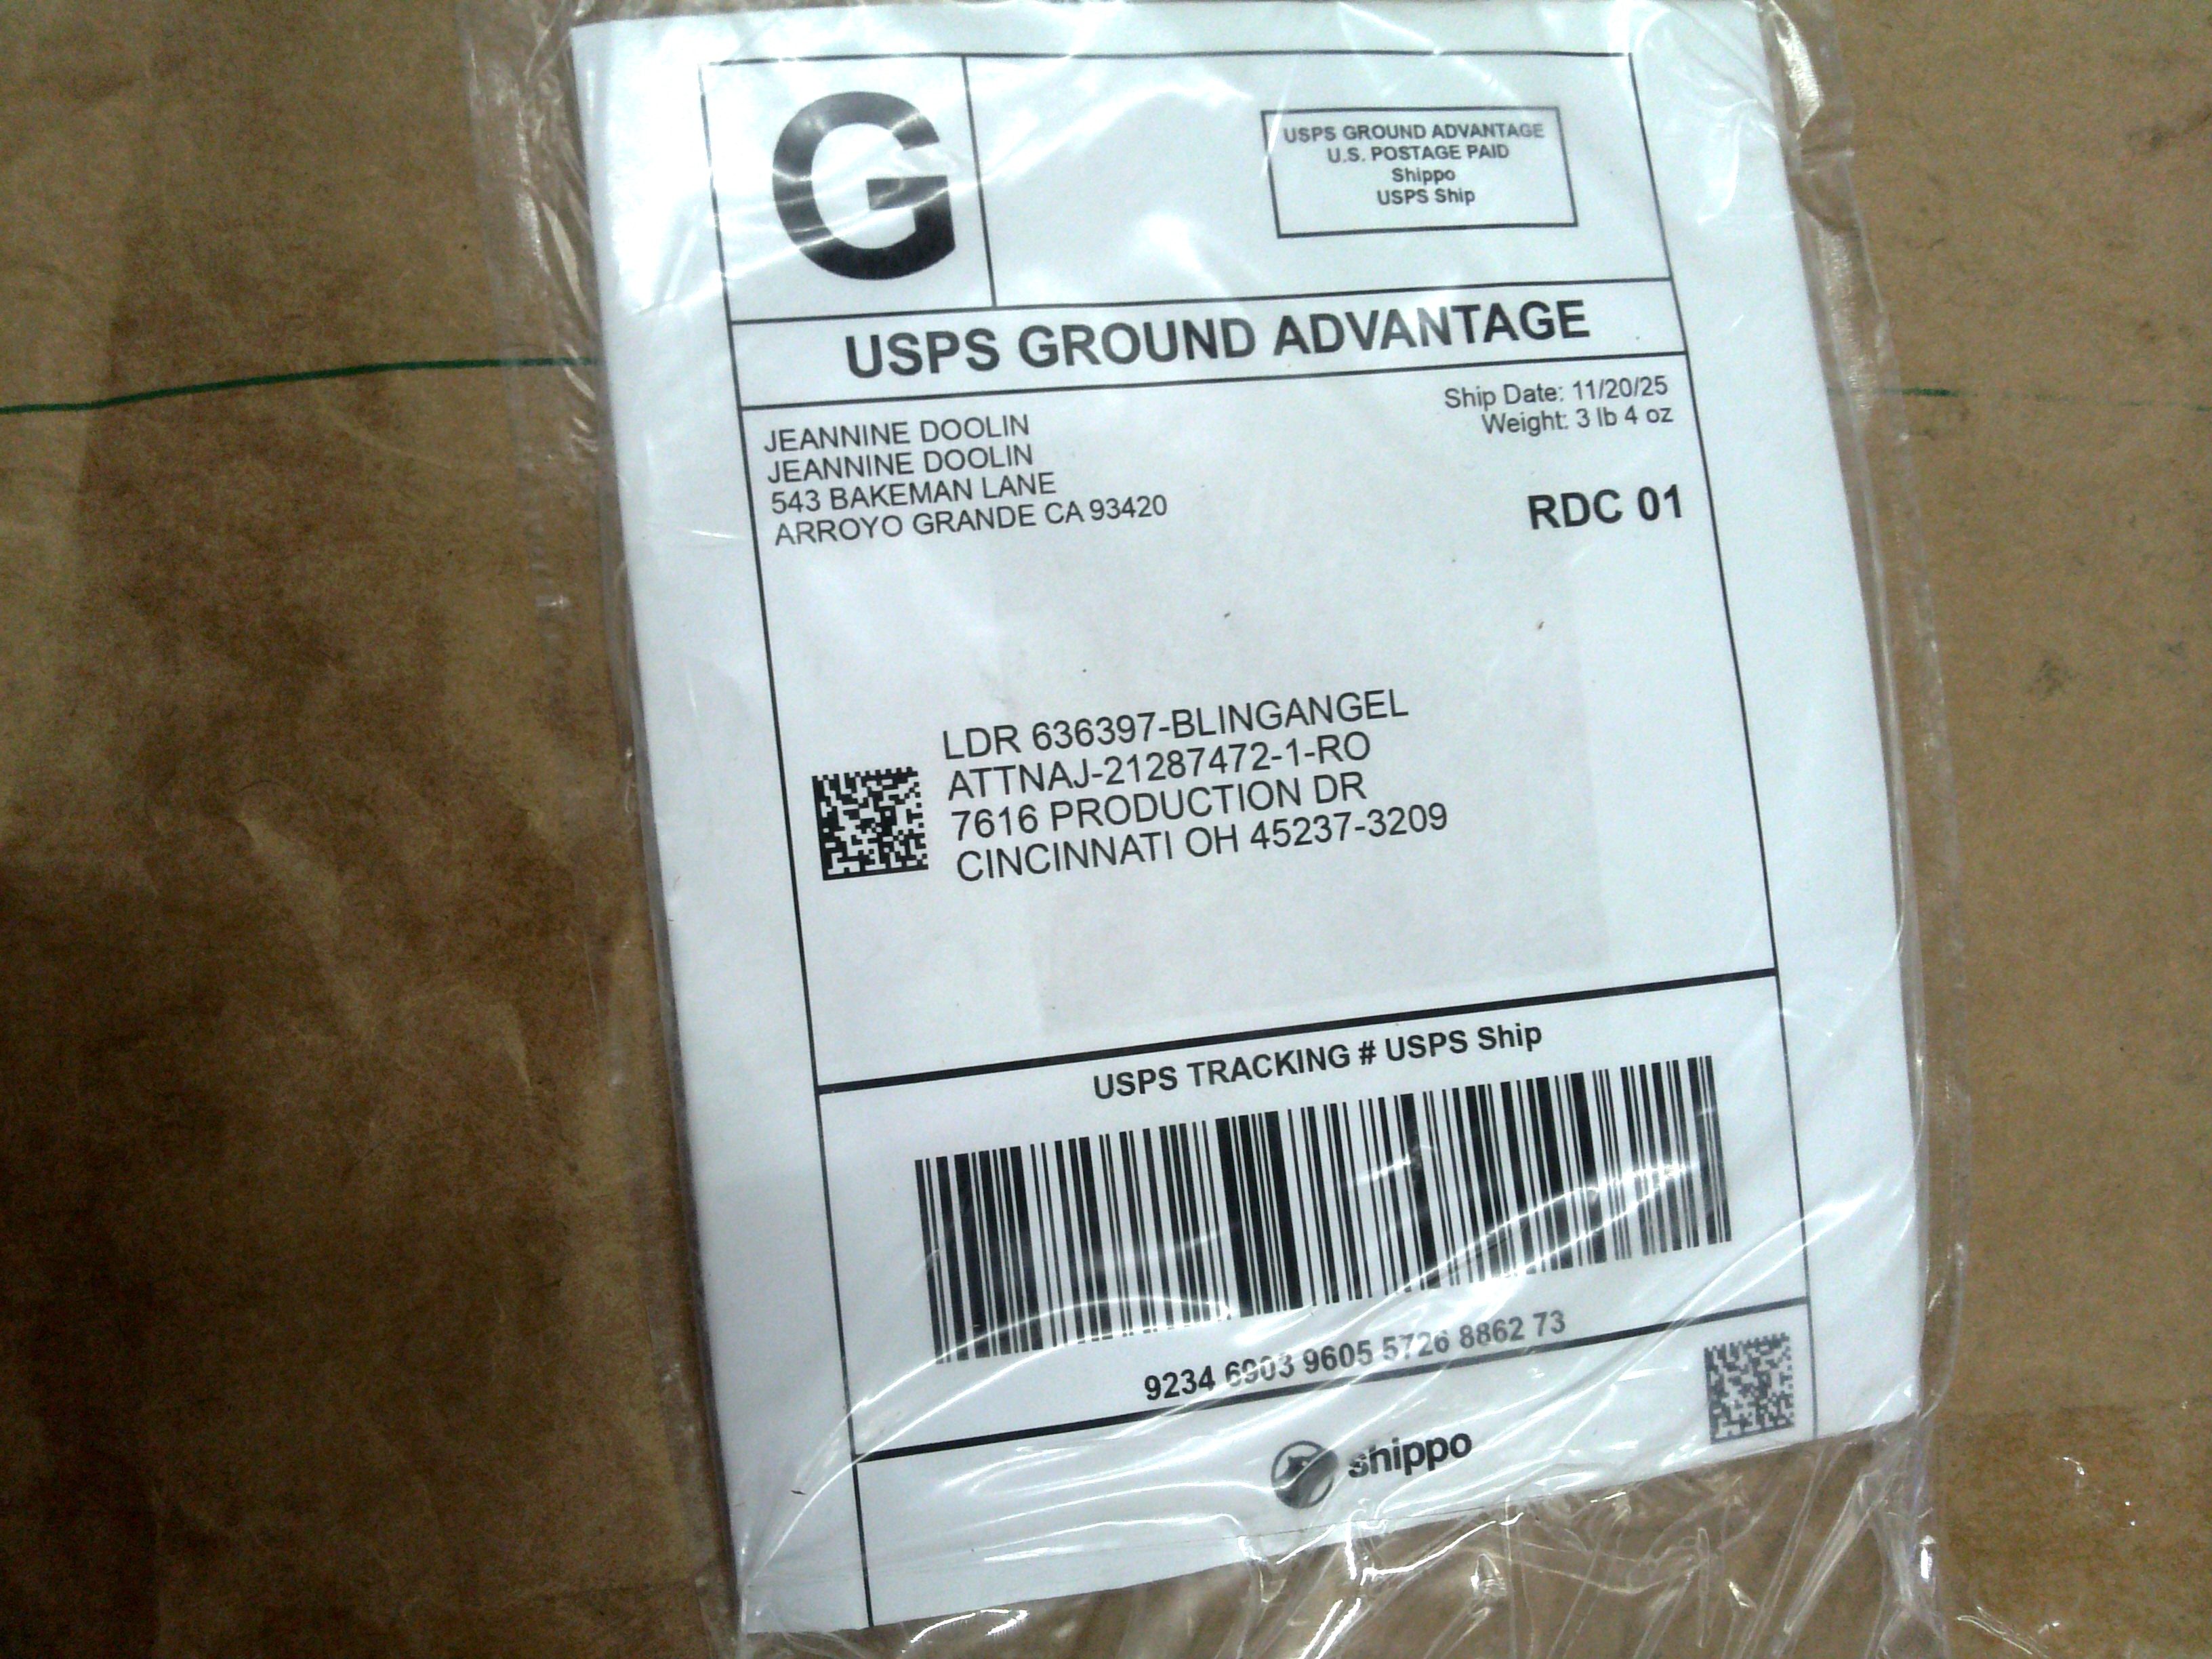 G
USPS GROUND ADVANTAGE
U.S. POSTAGE PAID
Shippo
USPS Ship
USPS GROUND ADVANTAGE
Ship Date: 11/20/25
Weight: 3 lb 4 oz
JEANNINE DOOLIN
JEANNINE DOOLIN
543 BAKEMAN LANE
ARROYO GRANDE CA 93420
RDC 01
LDR 636397-BLINGANGEL
ATTNAJ-21287472-1-RO
7616 PRODUCTION DR
CINCINNATI OH 45237-3209
USPS TRACKING # USPS Ship
9234 6903 9605 5726 8862 73
shippo